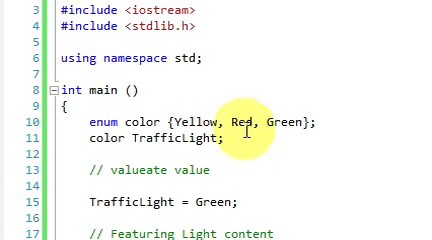 3 #include <iostream>
4 #include <stdlib.h>
5
6 using namespace std;
7
8 int main ()
9 {
10 enum color {Yellow, Red, Green};
11 color TrafficLight;
12
13 // valueate value
14
15 TrafficLight = Green;
16
17 // Featuring Light content